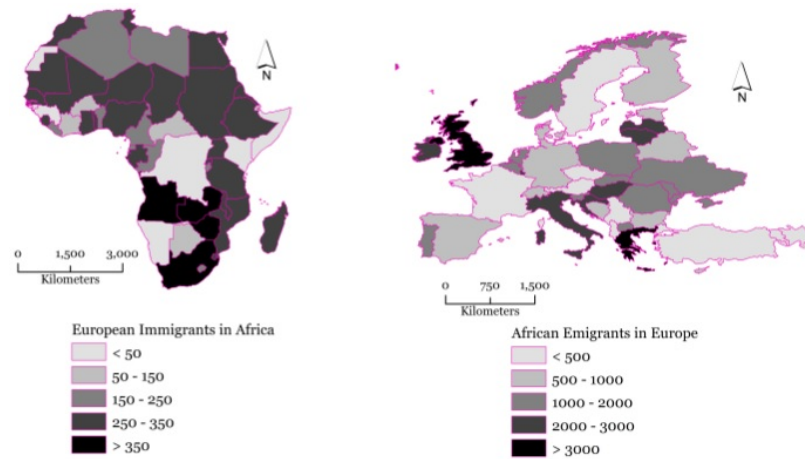 N
0 1,500 3,000
Kilometers
European Immigrants in Africa
< 50
50 - 150
150 - 250
250 - 350
> 350
N
0 750 1,500
Kilometers
African Emigrants in Europe
< 500
500 - 1000
1000 - 2000
2000 - 3000
> 3000